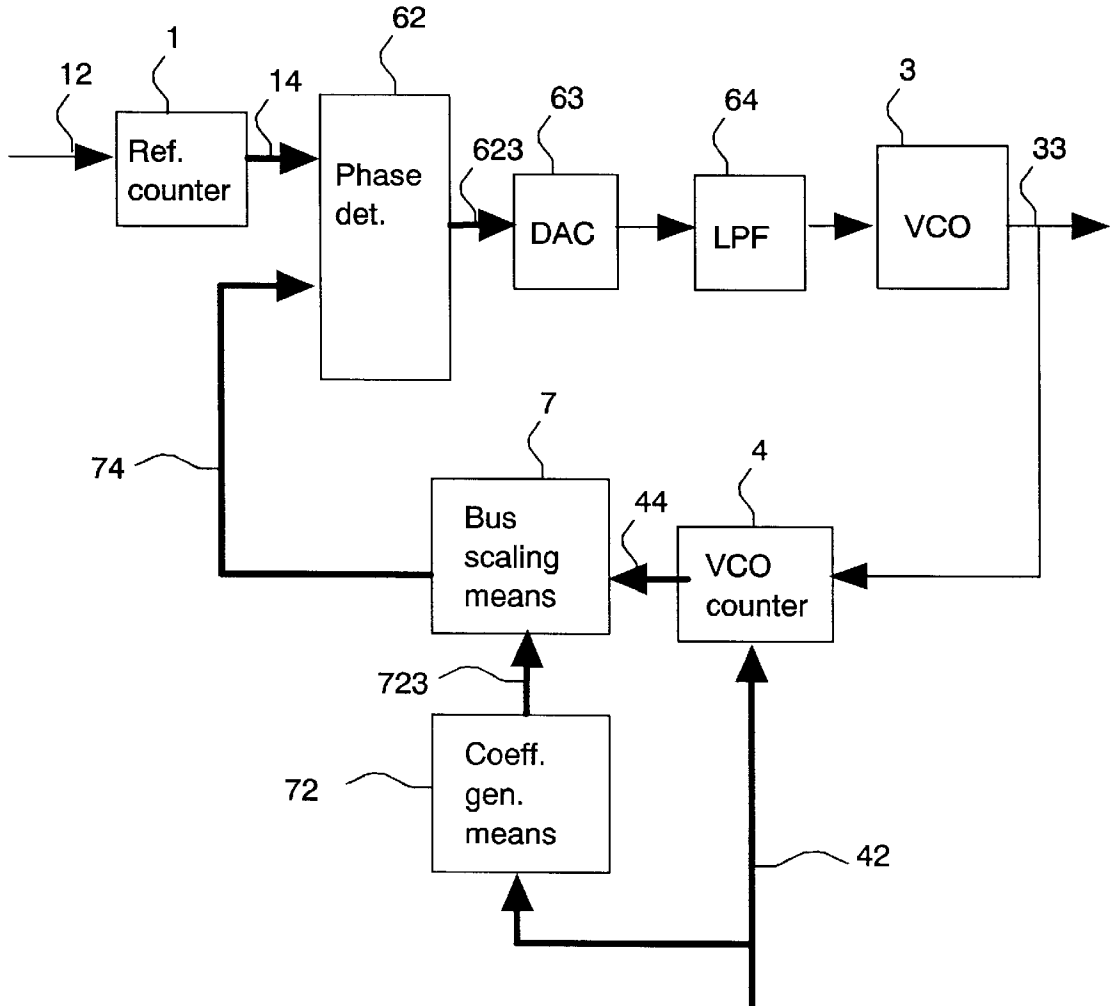 62
1
3
12
14
63
64
623
33
Ref.
counter
Phase
det.
DAC
LPF
VCO
7
4
74
44
Bus
scaling
means
VCO
counter
723
Coeff.
gen.
means
72
42